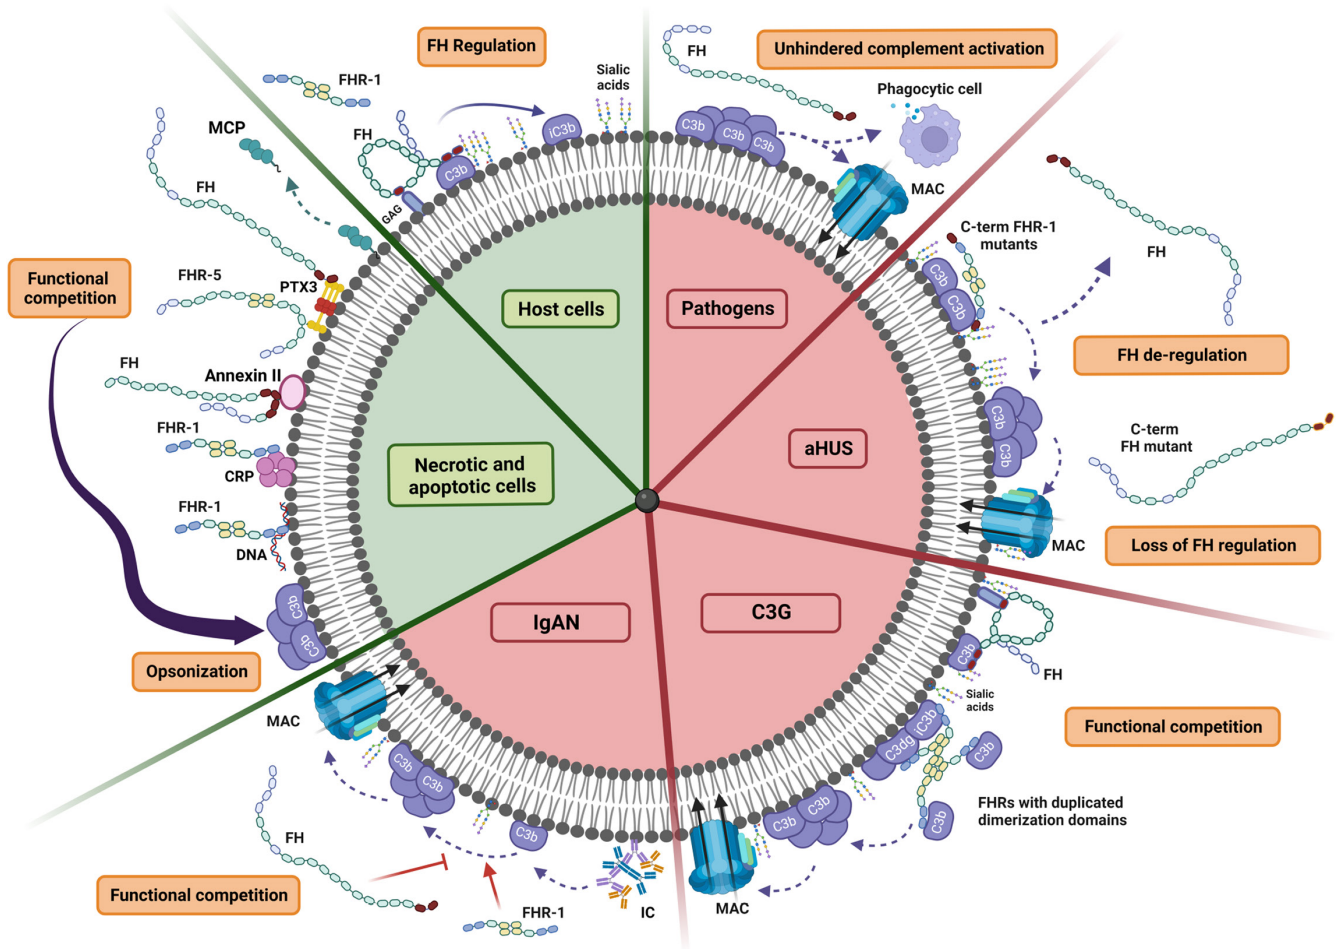 FH Regulation
FHR-1
MCP
FH
GAG
C3b
iC3b
Sialic
acids
Host cells
FH
Unhindered complement activation
C3b
C3b
C3b
Phagocytic cell
MAC
Pathogens
C-term FHR-1
mutants
C3b
C3b
FH
FH de-regulation
C3b
C3b
C-term
FH mutant
MAC
Loss of FH regulation
aHUS
C3b
FH
Sialic
acids
iC3b
C3dg
C3b
C3b
Functional competition
FHRs with duplicated
dimerization domains
C3b
C3b
MAC
C3G
IC
C3b
C3b
C3b
MAC
FH
FHR-1
Functional competition
IgAN
FH
PTX3
FHR-5
FH
Annexin II
FHR-1
CRP
FHR-1
DNA
C3b
C3b
Functional
competition
Opsonization
Necrotic and
apoptotic cells